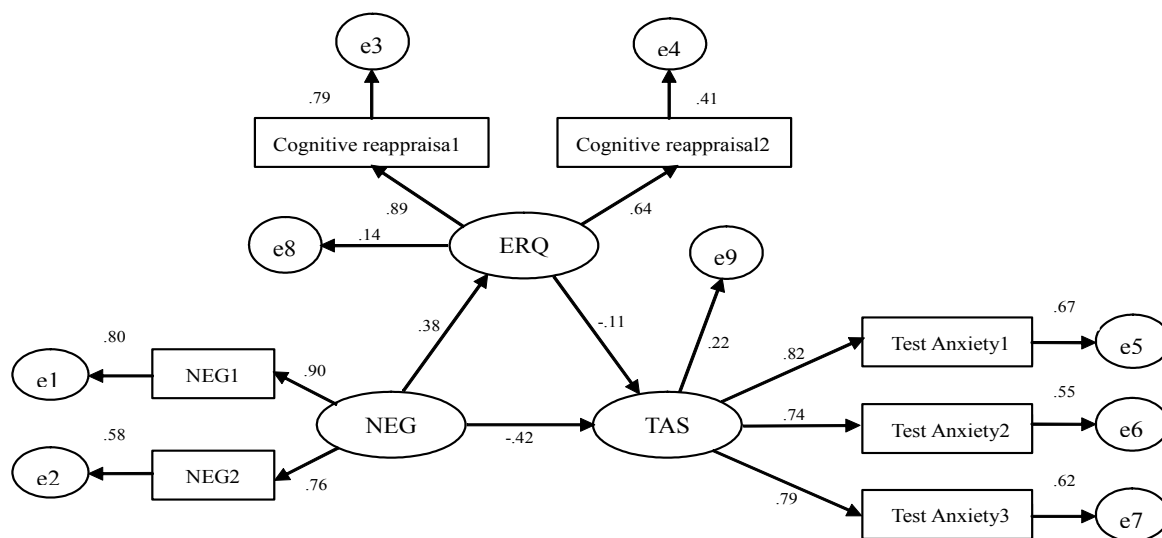 e3
e4
.79
.41
Cognitive reappraisa1
Cognitive reappraisal2
.89
.64
e8
.14
ERQ
e9
.38
-.11
.22
.67
.80
.82
Test Anxiety1
e5
e1
NEG1
.90
.74
.55
NEG
-.42
TAS
Test Anxiety2
e6
.58
e2
NEG2
.76
.79
.62
Test Anxiety3
e7